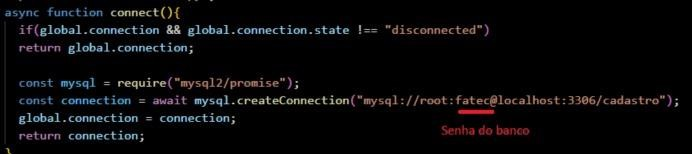 async function connect(){
if(global.connection && global.connection.state !== "disconnected")
return global.connection;
const mysql = require("mysql2/promise");
const connection = await mysql.createConnection("mysql://root:fatec@localhost:3306/cadastro");
global.connection = connection;
Senha do banco
return connection;
}